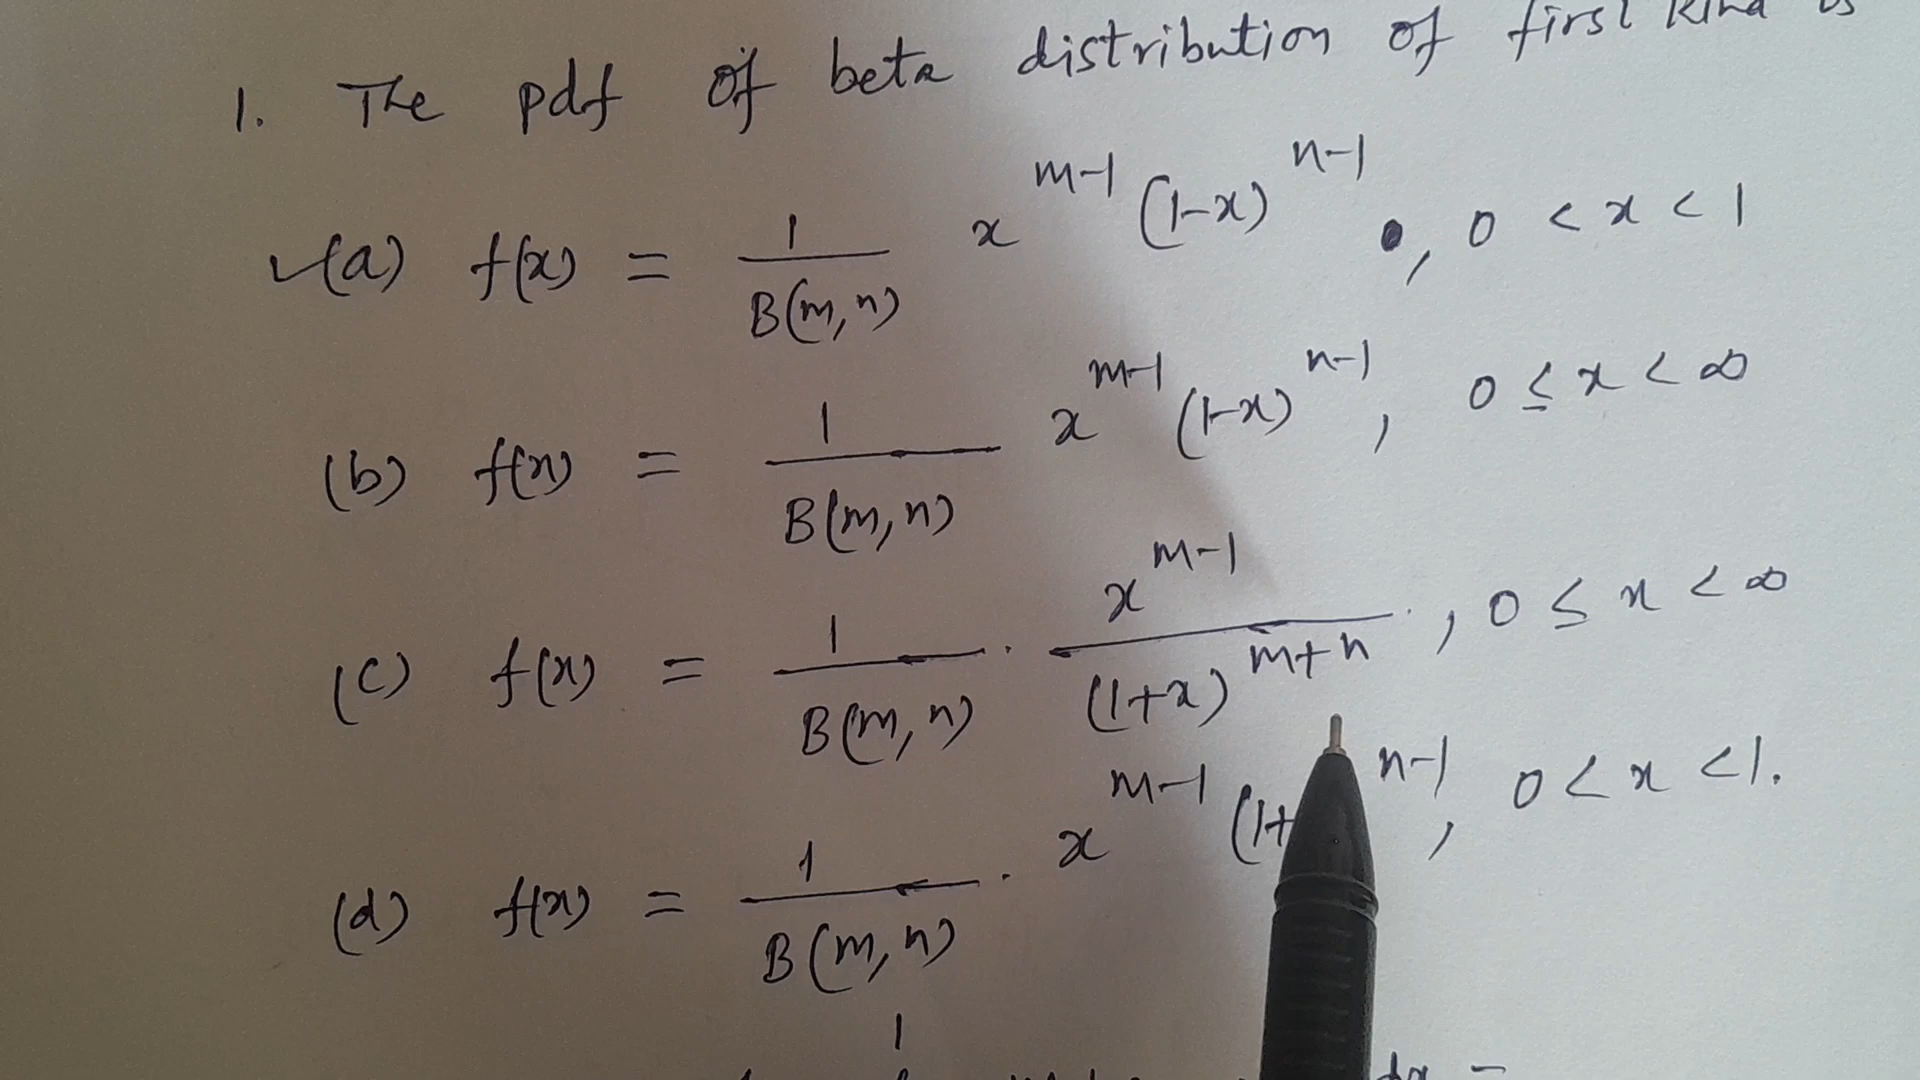 1. The pdf of beta distribution of first kind is
✓(a) f(x) = 1/B(m,n) x^(m-1) (1-x)^(n-1), 0 < x < 1
(b) f(x) = 1/B(m,n) x^(m-1) (1-x)^(n-1), 0 ≤ x < ∞
(c) f(x) = 1/B(m,n) · x^(m-1)/(1+x)^(m+n), 0 ≤ x < ∞
(d) f(x) = 1/B(m,n) · x^(m-1) (1+ ^(n-1), 0 < x < 1.
1